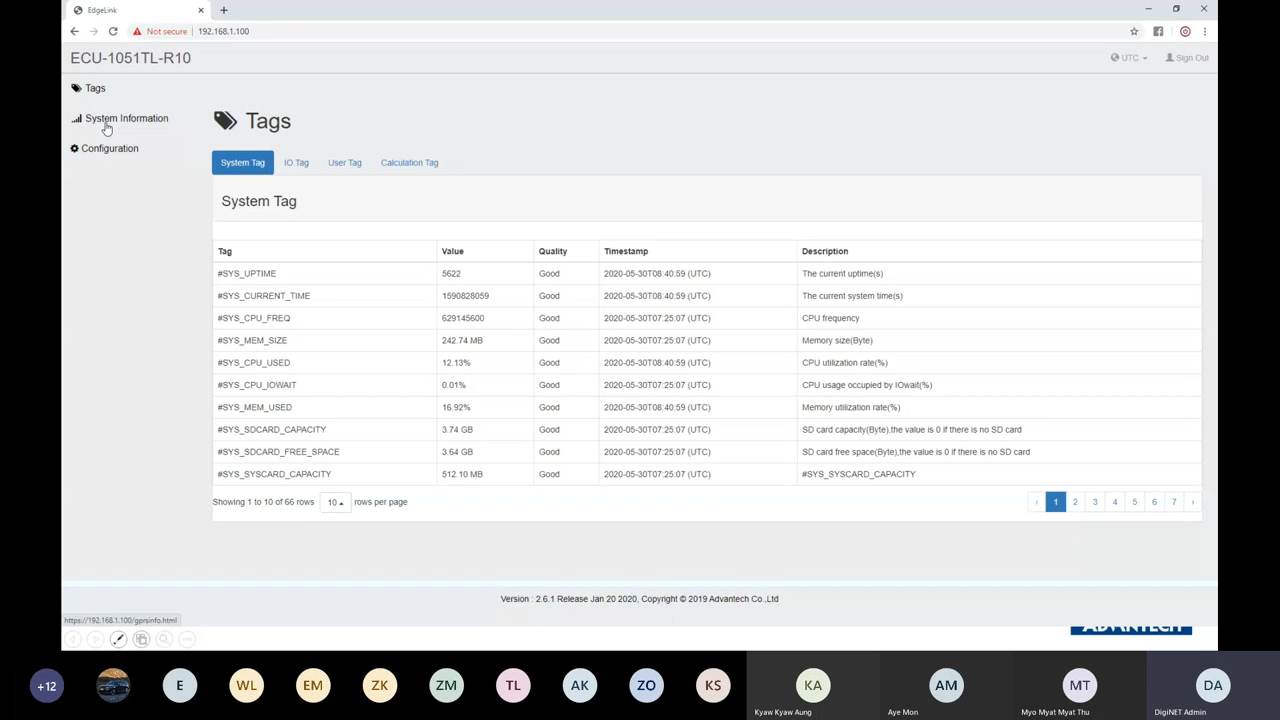 EdgeLink
Not secure 192.168.1.100
ECU-1051TL-R10
UTC
Sign Out
Tags
System Information
Configuration
Tags
System Tag IO Tag User Tag Calculation Tag
System Tag
Tag Value Quality Timestamp Description
#SYS_UPTIME 5622 Good 2020-05-30T08:40:59 (UTC) The current uptime(s)
#SYS_CURRENT_TIME 1590828059 Good 2020-05-30T08:40:59 (UTC) The current system time(s)
#SYS_CPU_FREQ 629145600 Good 2020-05-30T07:25:07 (UTC) CPU frequency
#SYS_MEM_SIZE 242.74 MB Good 2020-05-30T07:25:07 (UTC) Memory size(Byte)
#SYS_CPU_USED 12.13% Good 2020-05-30T08:40:59 (UTC) CPU utilization rate(%)
#SYS_CPU_IOWAIT 0.01% Good 2020-05-30T07:25:07 (UTC) CPU usage occupied by IOwait(%)
#SYS_MEM_USED 16.92% Good 2020-05-30T08:40:59 (UTC) Memory utilization rate(%)
#SYS_SDCARD_CAPACITY 3.74 GB Good 2020-05-30T07:25:07 (UTC) SD card capacity(Byte),the value is 0 if there is no SD card
#SYS_SDCARD_FREE_SPACE 3.64 GB Good 2020-05-30T07:25:07 (UTC) SD card free space(Byte),the value is 0 if there is no SD card
#SYS_SYSCARD_CAPACITY 512.10 MB Good 2020-05-30T07:25:07 (UTC) #SYS_SYSCARD_CAPACITY
Showing 1 to 10 of 66 rows 10 rows per page ‹ 1 2 3 4 5 6 7 ›
Version : 2.6.1 Release Jan 20 2020, Copyright © 2019 Advantech Co.,Ltd
https://192.168.1.100/gprsinfo.html
ADVANTECH
+12 E WL EM ZK ZM TL AK ZO KS KA AM MT DA
Kyaw Kyaw Aung Aye Mon Myo Myat Myat Thu DigiNET Admin